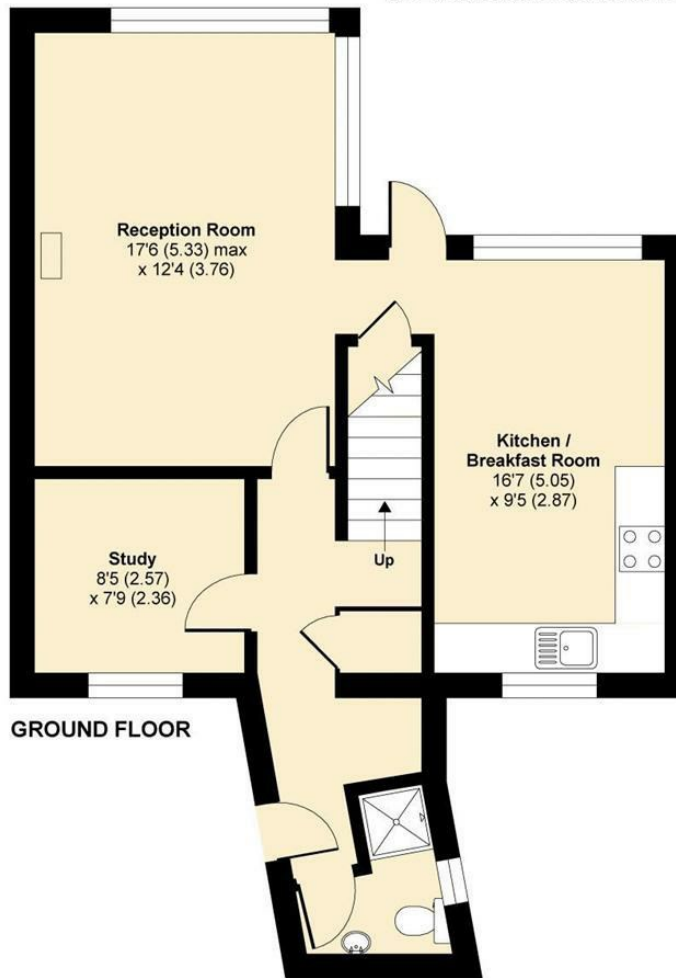 Reception Room
17'6 (5.33) max
x 12'4 (3.76)
Kitchen /
Breakfast Room
16'7 (5.05)
x 9'5 (2.87)
Study
8'5 (2.57)
x 7'9 (2.36)
Up
GROUND FLOOR